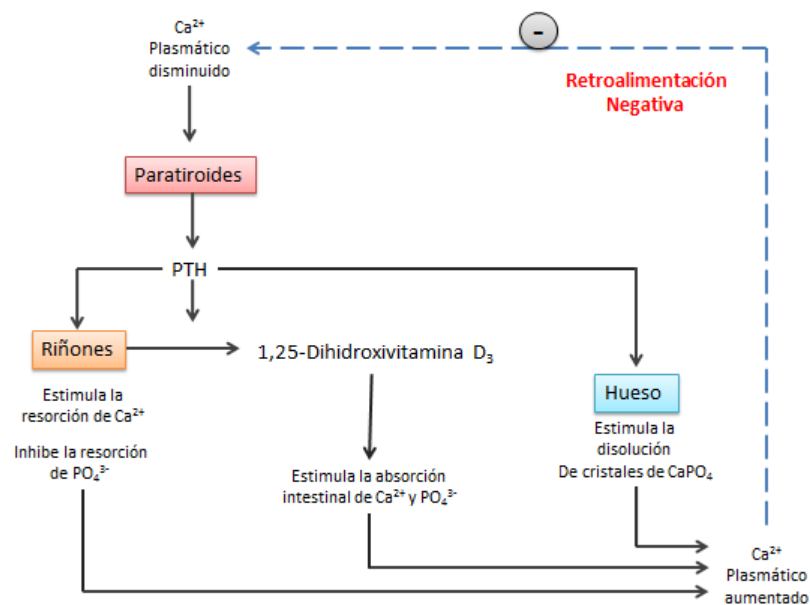 Ca²⁺
Plasmático
disminuido
-
Retroalimentación
Negativa
Paratiroides
PTH
Riñones
1,25-Dihidroxivitamina D₃
Hueso
Estimula la
resorción de Ca²⁺
Inhibe la resorción
de PO₄³⁻
Estimula la absorción
intestinal de Ca²⁺ y PO₄³⁻
Estimula la
disolución
De cristales de CaPO₄
Ca²⁺
Plasmático
aumentado